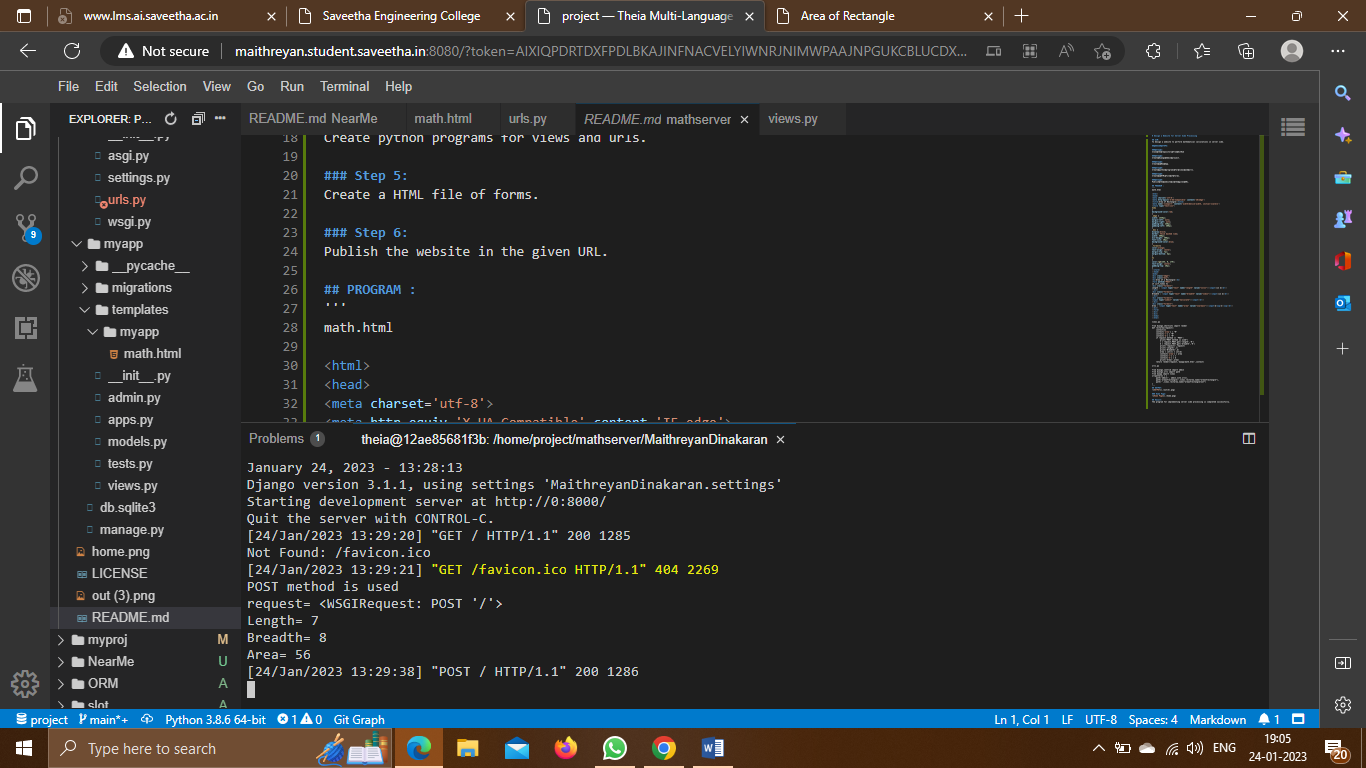 www.lms.ai.saveetha.ac.in
Saveetha Engineering College
project — Theia Multi-Language
Area of Rectangle
Not secure
maithreyan.student.saveetha.in:8080/?token=AIXIQPDRTDXFPDLBKAJINFNACVELYIWNRJNIMWPAAJNPGUKCBLUCDX...
File Edit Selection View Go Run Terminal Help
EXPLORER: P...
README.md NearMe
math.html
urls.py
README.md mathserver
views.py
__init__.py
asgi.py
settings.py
urls.py
wsgi.py
myapp
__pycache__
migrations
templates
myapp
math.html
__init__.py
admin.py
apps.py
models.py
tests.py
views.py
db.sqlite3
manage.py
home.png
LICENSE
out (3).png
README.md
myproj M
NearMe U
ORM A
slot A
9
18 Create python programs for views and urls.
19
20 ### Step 5:
21 Create a HTML file of forms.
22
23 ### Step 6:
24 Publish the website in the given URL.
25
26 ## PROGRAM :
27 '''
28 math.html
29
30 <html>
31 <head>
32 <meta charset='utf-8'>
33 <meta http-equiv='X-UA-Compatible' content='IE=edge'>
Problems 1
theia@12ae85681f3b: /home/project/mathserver/MaithreyanDinakaran
January 24, 2023 - 13:28:13
Django version 3.1.1, using settings 'MaithreyanDinakaran.settings'
Starting development server at http://0:8000/
Quit the server with CONTROL-C.
[24/Jan/2023 13:29:20] "GET / HTTP/1.1" 200 1285
Not Found: /favicon.ico
[24/Jan/2023 13:29:21] "GET /favicon.ico HTTP/1.1" 404 2269
POST method is used
request= <WSGIRequest: POST '/'>
Length= 7
Breadth= 8
Area= 56
[24/Jan/2023 13:29:38] "POST / HTTP/1.1" 200 1286
project main*+ Python 3.8.6 64-bit 1 0 Git Graph
Ln 1, Col 1 LF UTF-8 Spaces: 4 Markdown 1
Type here to search
ENG
19:05
24-01-2023
20